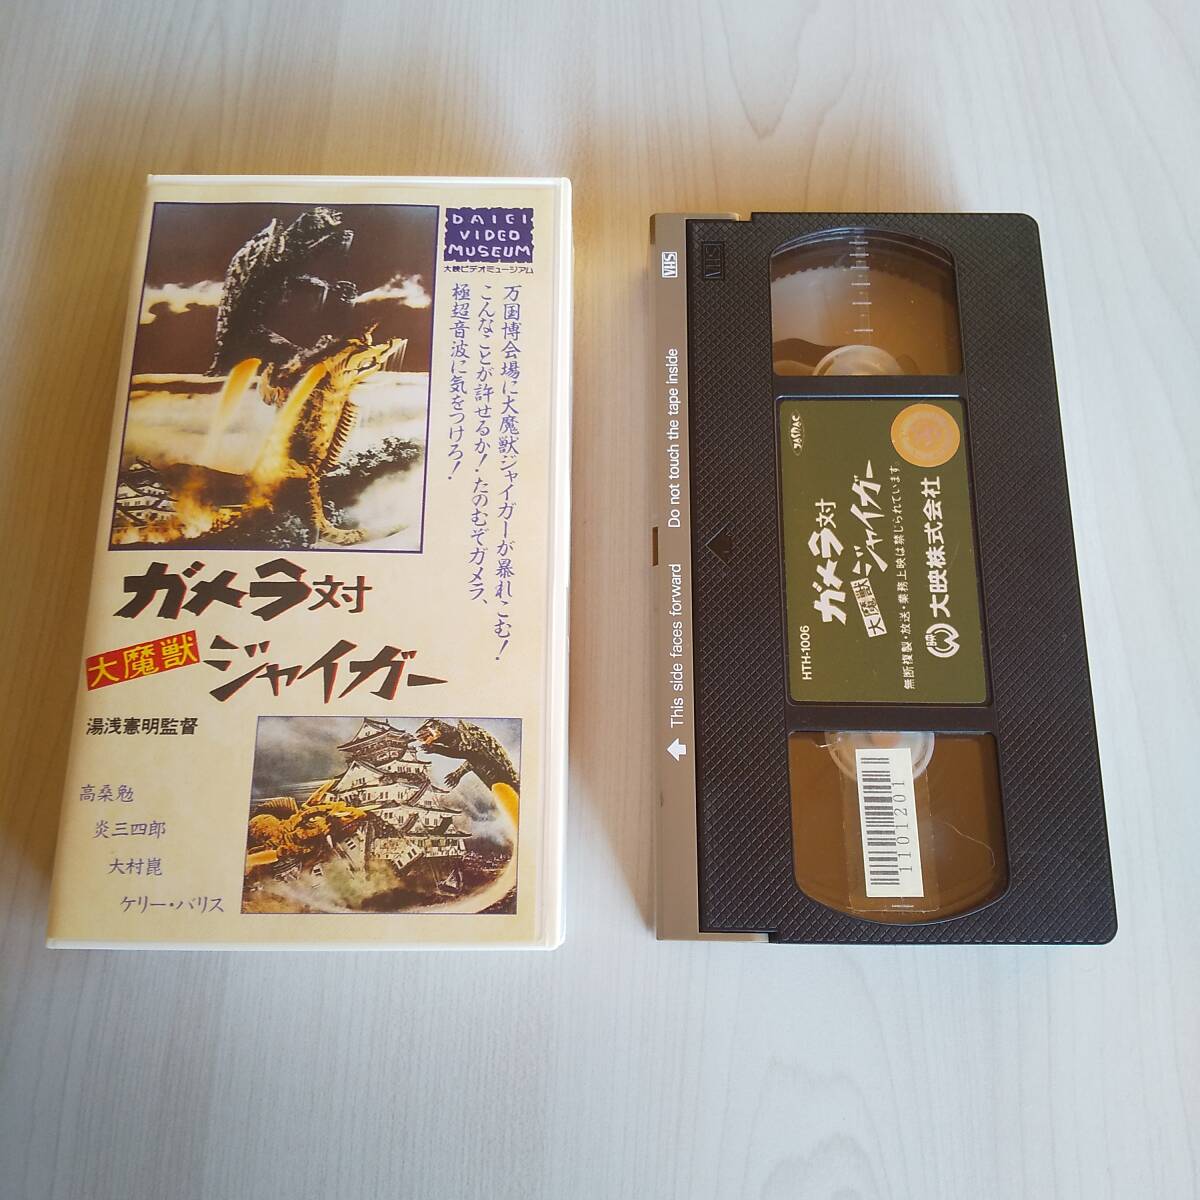 DAIEI
VIDEO
MUSEUM
大映ビデオミュージアム
万国博会場に大魔獣ジャイガーが暴れこむ！
こんなことが許せるか！たのむぞガメラ、
極超音波に気をつけろ！
ガメラ対
大魔獣
ジャイガー
湯浅憲明監督
高桑勉
炎三四郎
大村崑
ケリー・バリス
VHS
VHS
Do not touch the tape inside
This side faces forward
JASRAC
HTH-1006
ガメラ対
大魔獣
ジャイガー
無断複製・放送・業務上映は禁じられています。
大映株式会社
1101201